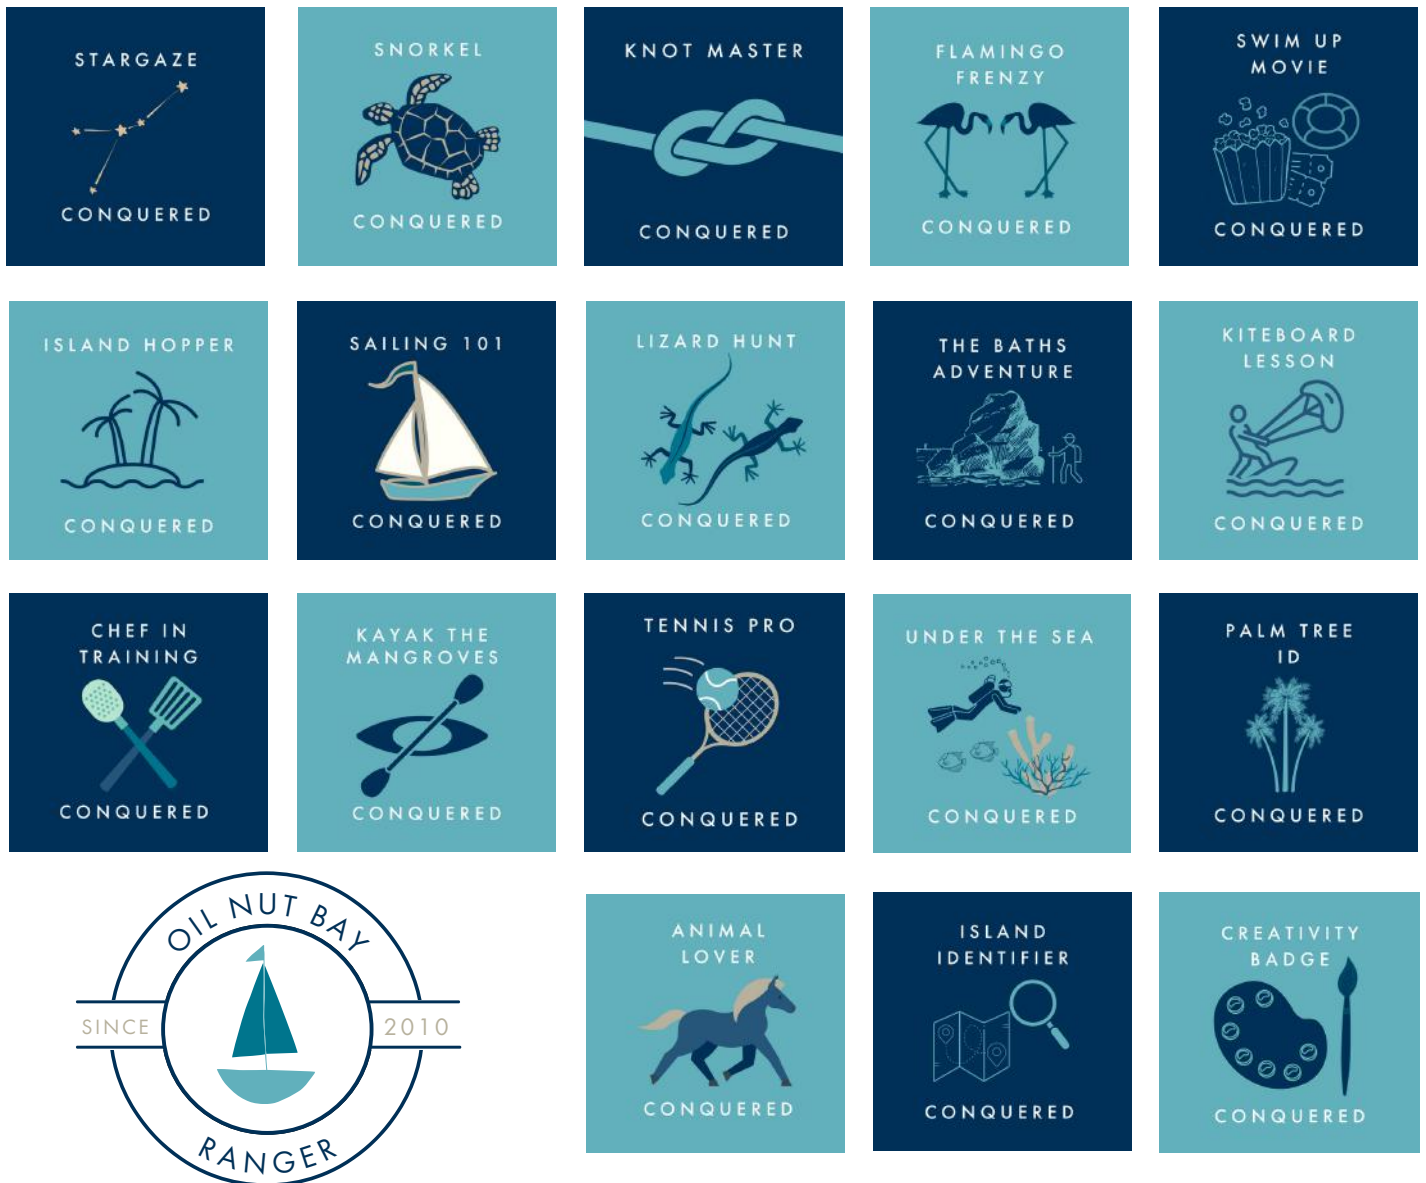 STARGAZE
CONQUERED
SNORKEL
CONQUERED
KNOT MASTER
CONQUERED
FLAMINGO
FRENZY
CONQUERED
SWIM UP
MOVIE
CONQUERED
ISLAND HOPPER
CONQUERED
SAILING 101
CONQUERED
LIZARD HUNT
CONQUERED
THE BATHS
ADVENTURE
CONQUERED
KITEBOARD
LESSON
CONQUERED
CHEF IN
TRAINING
CONQUERED
KAYAK THE
MANGROVES
CONQUERED
TENNIS PRO
CONQUERED
UNDER THE SEA
CONQUERED
PALM TREE
ID
CONQUERED
OIL NUT BAY
SINCE 2010
RANGER
ANIMAL
LOVER
CONQUERED
ISLAND
IDENTIFIER
CONQUERED
CREATIVITY
BADGE
CONQUERED